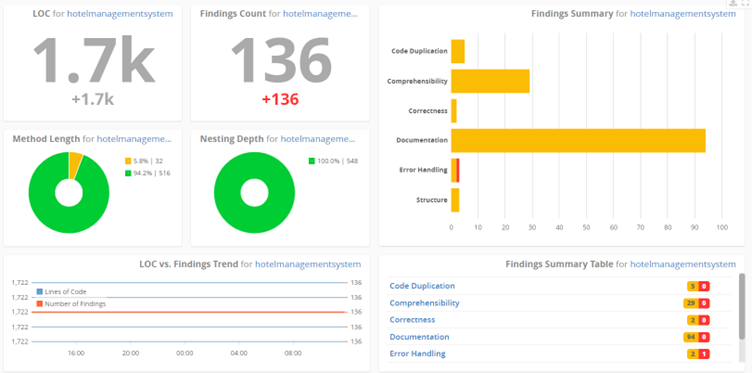 LOC for hotelmanagementsystem
1.7k
+1.7k
Findings Count for hotelmanageme...
136
+136
Findings Summary for hotelmanagementsystem
Code Duplication
Comprehensibility
Correctness
Documentation
Error Handling
Structure
0 10 20 30 40 50 60 70 80 90 100
Method Length for hotelmanageme...
5.8% | 32
94.2% | 516
Nesting Depth for hotelmanageme...
100.0% | 548
LOC vs. Findings Trend for hotelmanagementsystem
1,722 136
Lines of Code
1,722 136
Number of Findings
1,722 136
1,722 136
1,722 136
16:00 20:00 00:00 04:00 08:00
Findings Summary Table for hotelmanagementsystem
Code Duplication 5 0
Comprehensibility 29 0
Correctness 2 0
Documentation 94 0
Error Handling 2 1